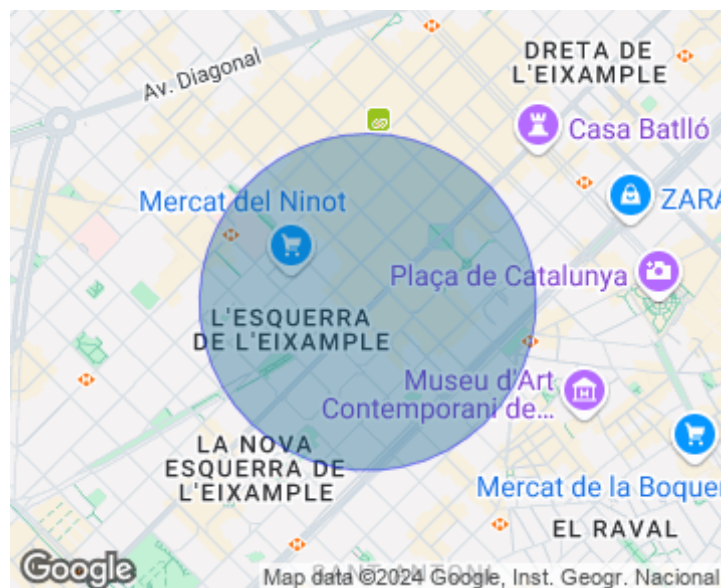 DRETA DE
L'EIXAMPLE
Av. Diagonal
Casa Batlló
Mercat del Ninot
ZARA
Plaça de Catalunya
L'ESQUERRA
DE L'EIXAMPLE
Museu d'Art
Contemporani de...
LA NOVA
ESQUERRA DE
L'EIXAMPLE
Mercat de la Boquer
EL RAVAL
SANT ANTONI
Google
Map data ©2024 Google, Inst. Geogr. Nacional